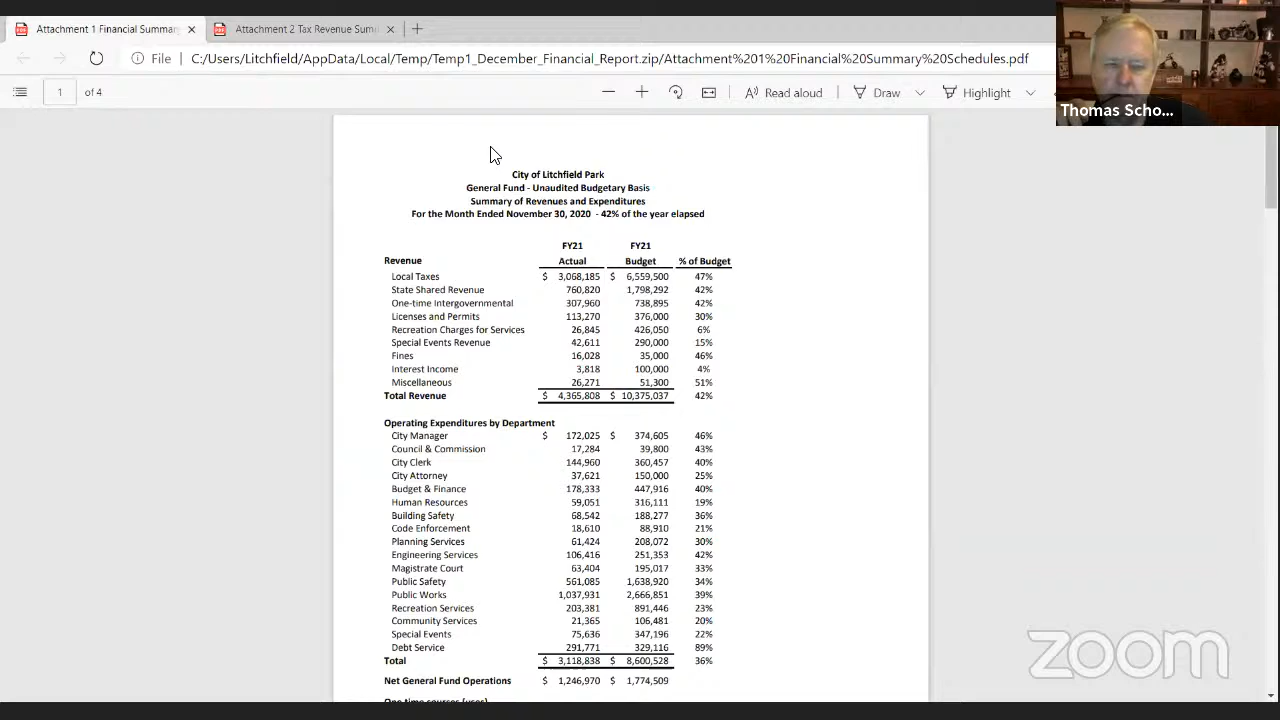 Attachment 1 Financial Summar
Attachment 2 Tax Revenue Sum
File C:/Users/Litchfield/AppData/Local/Temp/Temp1_December_Financial_Report.zip/Attachment%201%20Financial%20Summary%20Schedules.pdf
1 of 4 Read aloud Draw Highlight
Thomas Scho...
City of Litchfield Park
General Fund - Unaudited Budgetary Basis
Summary of Revenues and Expenditures
For the Month Ended November 30, 2020 - 42% of the year elapsed
FY21 FY21
Revenue Actual Budget % of Budget
Local Taxes $ 3,068,185 $ 6,559,500 47%
State Shared Revenue 760,820 1,798,292 42%
One-time Intergovernmental 307,960 738,895 42%
Licenses and Permits 113,270 376,000 30%
Recreation Charges for Services 26,845 426,050 6%
Special Events Revenue 42,611 290,000 15%
Fines 16,028 35,000 46%
Interest Income 3,818 100,000 4%
Miscellaneous 26,271 51,300 51%
Total Revenue $ 4,365,808 $ 10,375,037 42%
Operating Expenditures by Department
City Manager $ 172,025 $ 374,605 46%
Council & Commission 17,284 39,800 43%
City Clerk 144,960 360,457 40%
City Attorney 37,621 150,000 25%
Budget & Finance 178,333 447,916 40%
Human Resources 59,051 316,111 19%
Building Safety 68,542 188,277 36%
Code Enforcement 18,610 88,910 21%
Planning Services 61,424 208,072 30%
Engineering Services 106,416 251,353 42%
Magistrate Court 63,404 195,017 33%
Public Safety 561,085 1,638,920 34%
Public Works 1,037,931 2,666,851 39%
Recreation Services 203,381 891,446 23%
Community Services 21,365 106,481 20%
Special Events 75,636 347,196 22%
Debt Service 291,771 329,116 89%
Total $ 3,118,838 $ 8,600,528 36%
Net General Fund Operations $ 1,246,970 $ 1,774,509
zoom